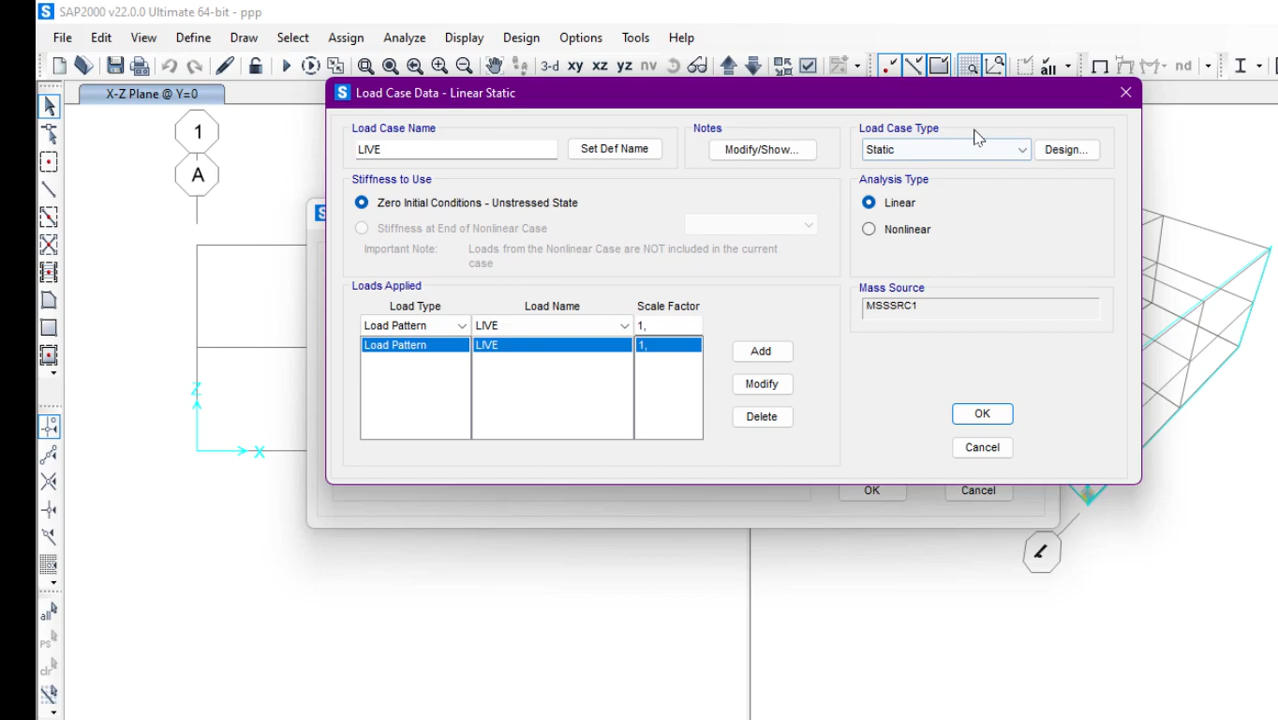 SAP2000 v22.0.0 Ultimate 64-bit - ppp
File Edit View Define Draw Select Assign Analyze Display Design Options Tools Help
3-d xy xz yz nv all nd
X-Z Plane @ Y=0
Load Case Data - Linear Static
Load Case Name
LIVE
Set Def Name
Notes
Modify/Show...
Load Case Type
Static
Design...
Stiffness to Use
Zero Initial Conditions - Unstressed State
Stiffness at End of Nonlinear Case
Important Note: Loads from the Nonlinear Case are NOT included in the current
case
Analysis Type
Linear
Nonlinear
Loads Applied
Load Type Load Name Scale Factor
Load Pattern LIVE 1,
Load Pattern LIVE 1,
Add
Modify
Delete
Mass Source
MSSSRC1
OK
Cancel
OK Cancel
1
A
Z
X
all
PS
clr